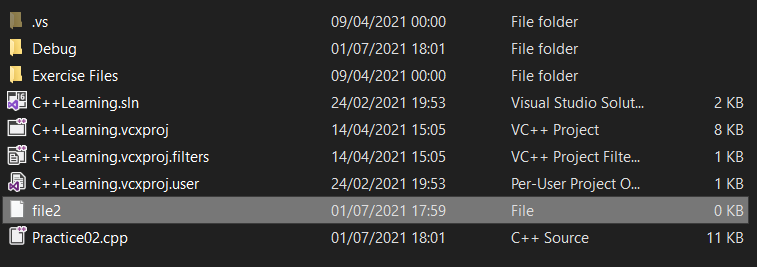 .vs 09/04/2021 00:00 File folder
Debug 01/07/2021 18:01 File folder
Exercise Files 09/04/2021 00:00 File folder
C++Learning.sln 24/02/2021 19:53 Visual Studio Solut... 2 KB
C++Learning.vcxproj 14/04/2021 15:05 VC++ Project 8 KB
C++Learning.vcxproj.filters 14/04/2021 15:05 VC++ Project Filte... 1 KB
C++Learning.vcxproj.user 24/02/2021 19:53 Per-User Project O... 1 KB
file2 01/07/2021 17:59 File 0 KB
Practice02.cpp 01/07/2021 18:01 C++ Source 11 KB